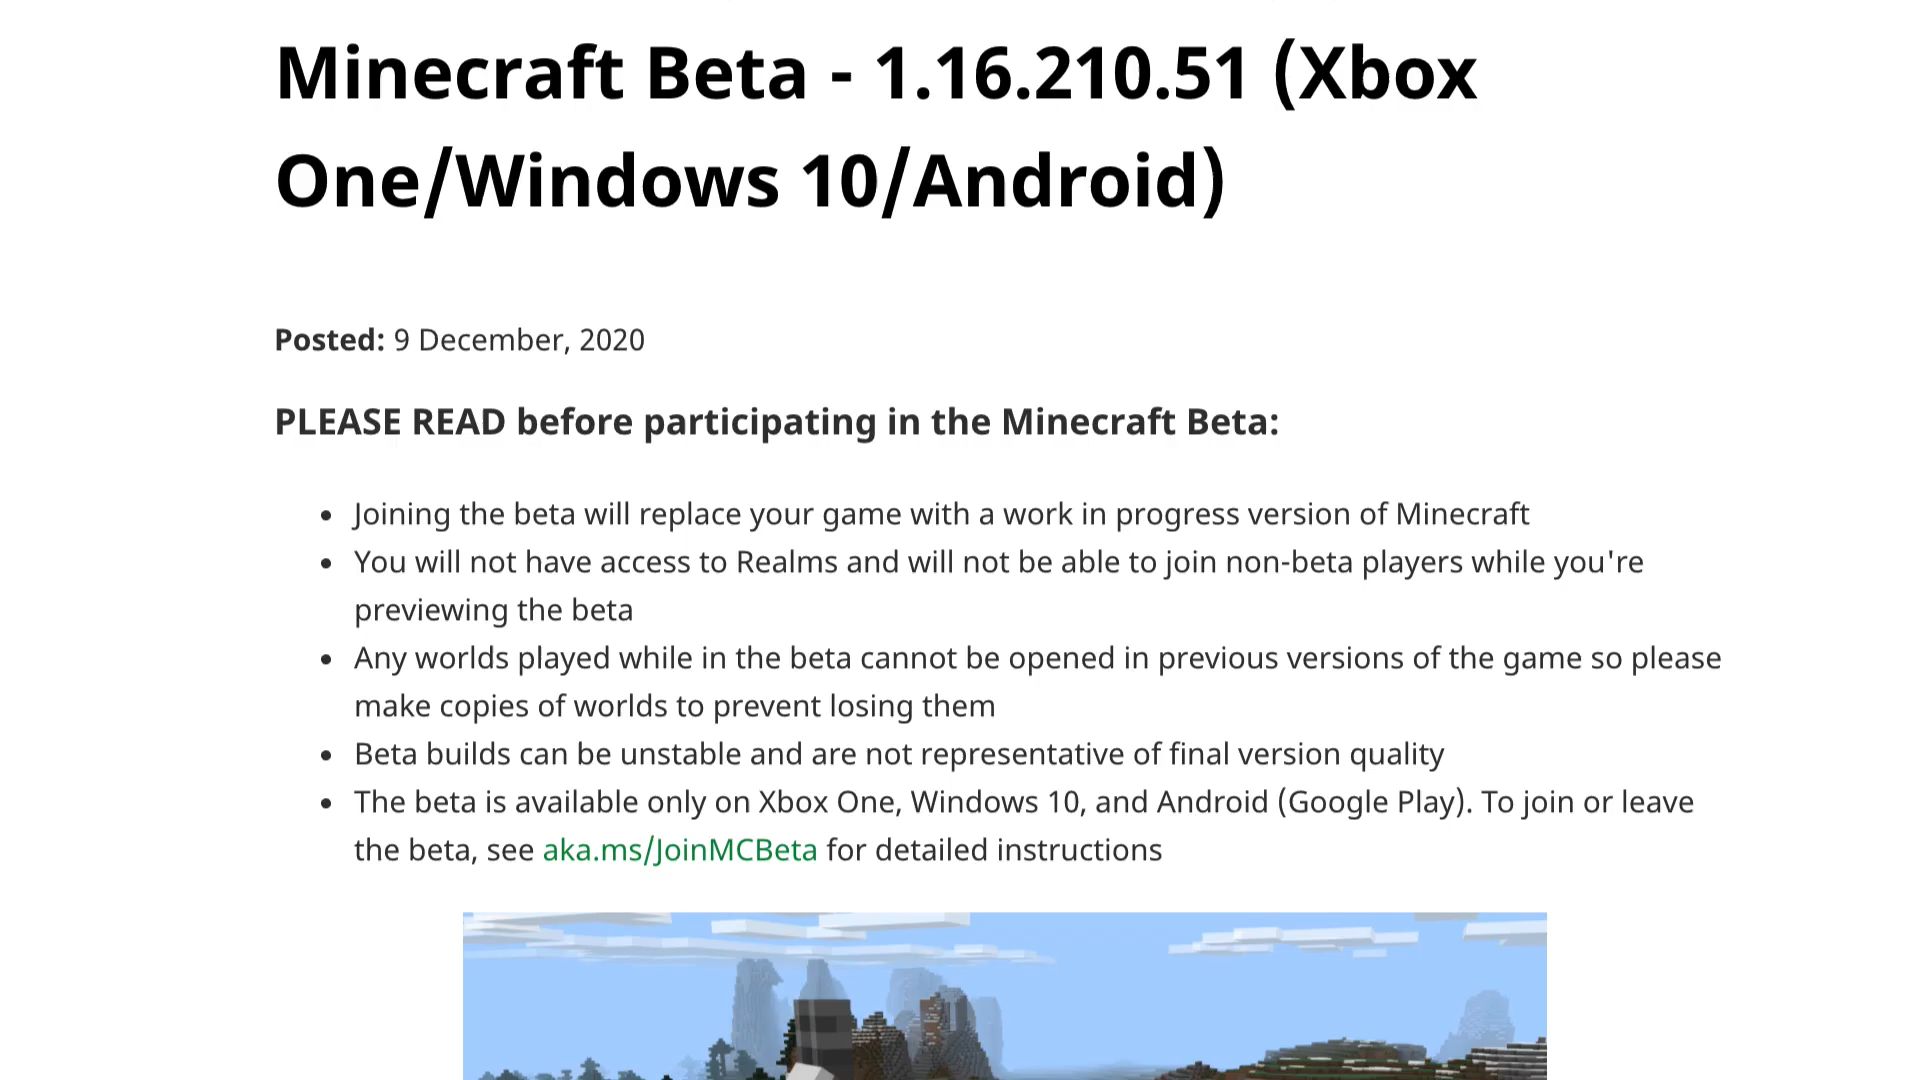 Minecraft Beta - 1.16.210.51 (Xbox
One/Windows 10/Android)
Posted: 9 December, 2020
PLEASE READ before participating in the Minecraft Beta:
• Joining the beta will replace your game with a work in progress version of Minecraft
• You will not have access to Realms and will not be able to join non-beta players while you're
previewing the beta
• Any worlds played while in the beta cannot be opened in previous versions of the game so please
make copies of worlds to prevent losing them
• Beta builds can be unstable and are not representative of final version quality
• The beta is available only on Xbox One, Windows 10, and Android (Google Play). To join or leave
the beta, see aka.ms/JoinMCBeta for detailed instructions